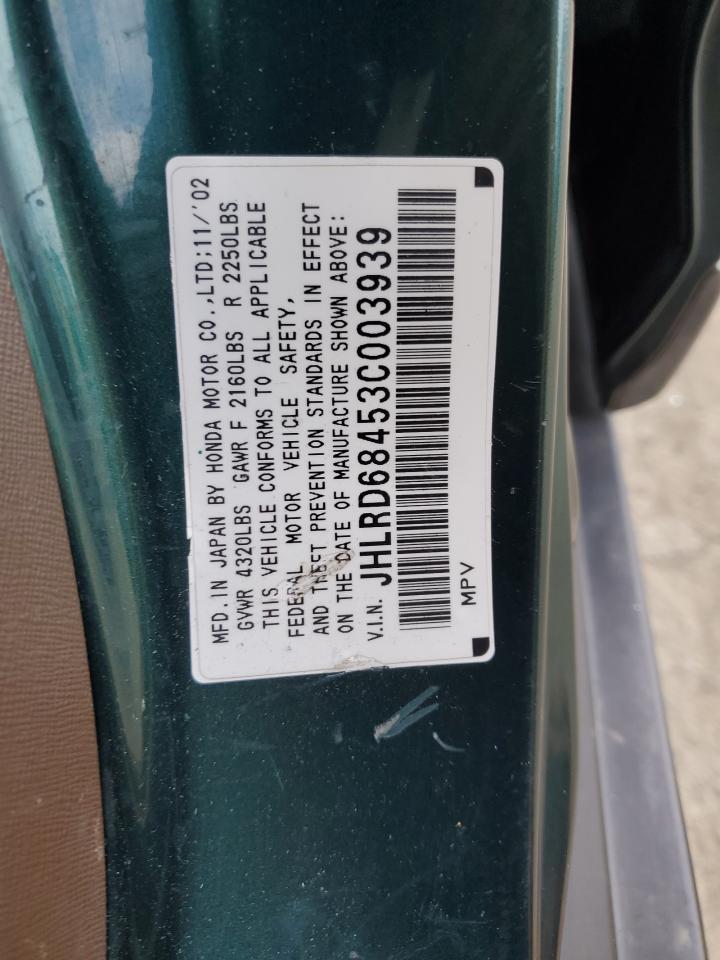 MFD. IN JAPAN BY HONDA MOTOR CO.,LTD;11/'02
GVWR 4320LBS GAWR F 2160LBS R 2250LBS
THIS VEHICLE CONFORMS TO ALL APPLICABLE
FEDERAL MOTOR VEHICLE SAFETY,
AND THEFT PREVENTION STANDARDS IN EFFECT
ON THE DATE OF MANUFACTURE SHOWN ABOVE:
V.I.N. JHLRD68453C003939
MPV